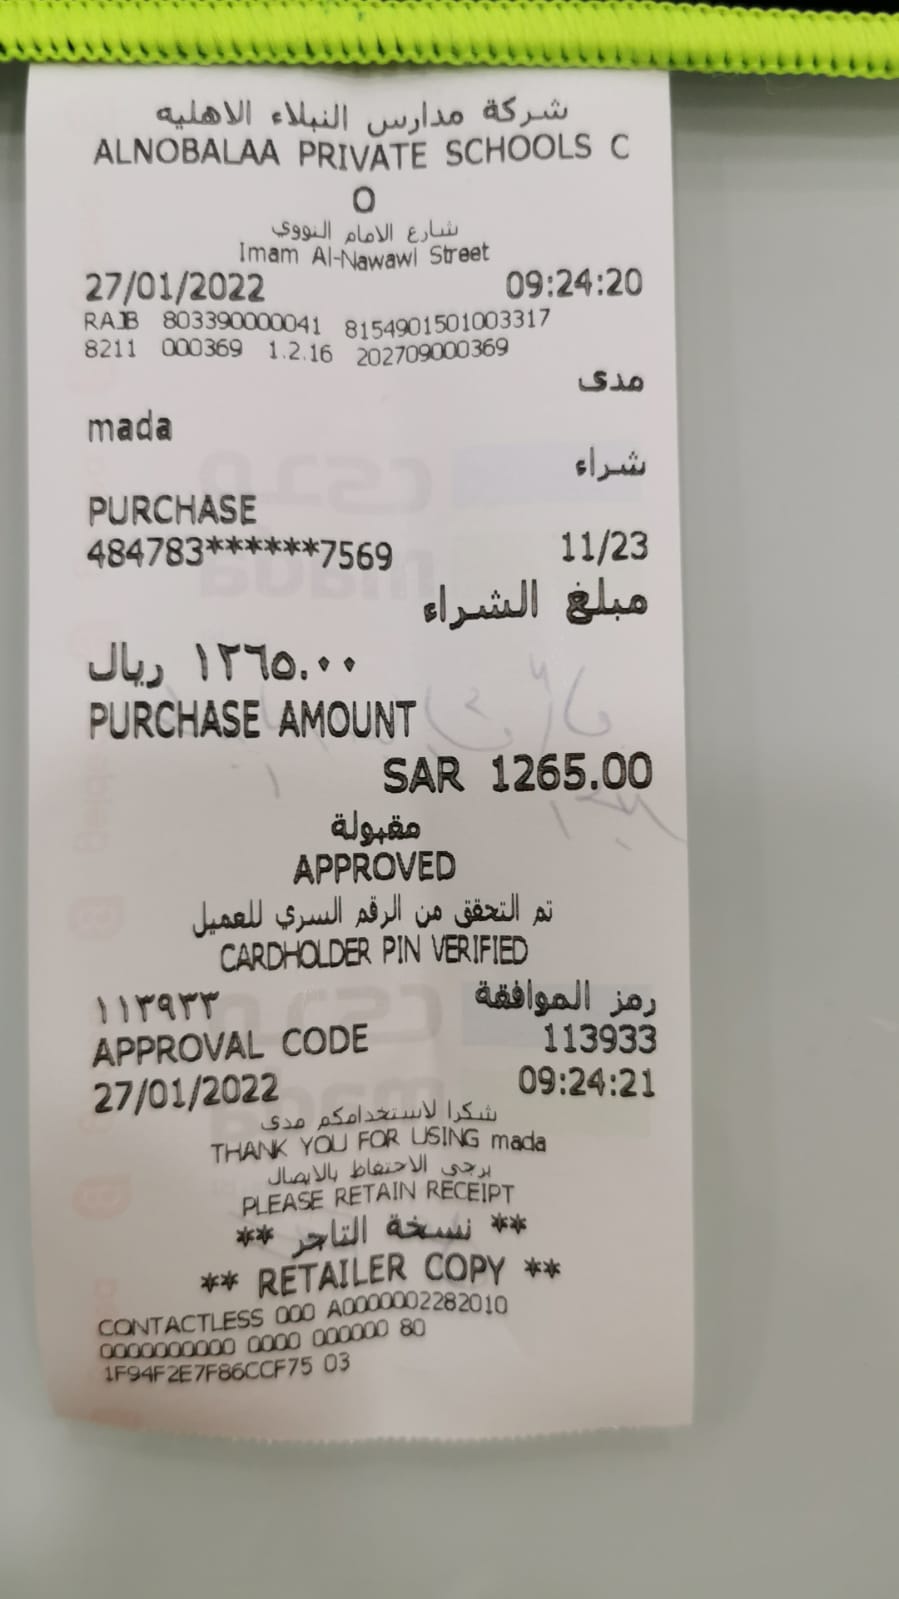 شركة مدارس النبلاء الاهليه
ALNOBALAA PRIVATE SCHOOLS C
O
شارع الامام النووي
Imam Al-Nawawi Street
27/01/2022 09:24:20
RAJB 803390000041 8154901501003317
8211 000369 1.2.16 202709000369
مدى
mada
شراء
PURCHASE
484783******7569 11/23
مبلغ الشراء
١٢٦٥.٠٠ ريال
PURCHASE AMOUNT
SAR 1265.00
مقبولة
APPROVED
تم التحقق من الرقم السري للعميل
CARDHOLDER PIN VERIFIED
رمز الموافقة ١١٣٩٣٣
APPROVAL CODE 113933
27/01/2022 09:24:21
شكرا لاستخدامكم مدى
THANK YOU FOR USING mada
يرجى الاحتفاظ بالايصال
PLEASE RETAIN RECEIPT
** نسخة التاجر **
** RETAILER COPY **
CONTACTLESS 000 A0000002282010
0000000000 0000 000000 80
1F94F2E7F86CCF75 03